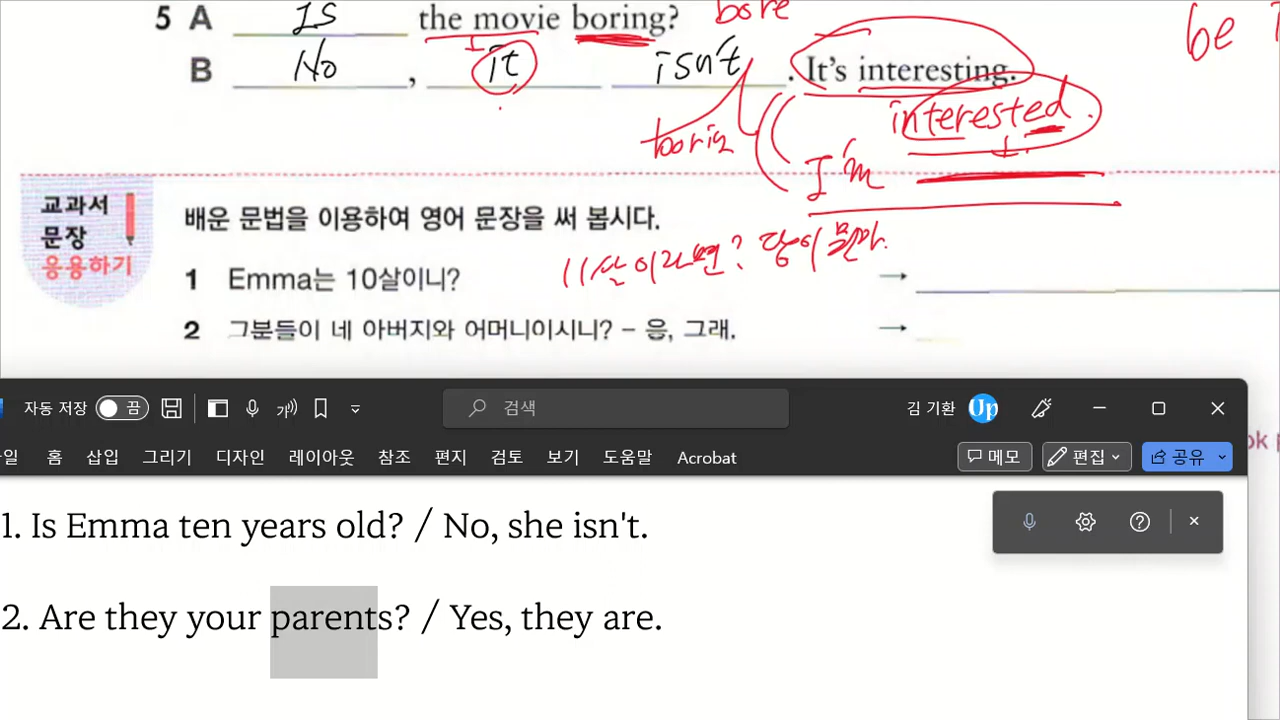 5 A Is the movie boring? bore
B No, it isn't. It's interesting. be
interested.
boring
I'm
교과서
문장
응용하기
배운 문법을 이용하여 영어 문장을 써 봅시다.
11살이라면? 답이 뭘까.
1 Emma는 10살이니? →
2 그분들이 네 아버지와 어머니이시니? – 응, 그래. →
자동 저장 끔 가 검색 김 기환 Up
일 홈 삽입 그리기 디자인 레이아웃 참조 편지 검토 보기 도움말 Acrobat 메모 편집 공유
ok
1. Is Emma ten years old? / No, she isn't.
2. Are they your parents? / Yes, they are.